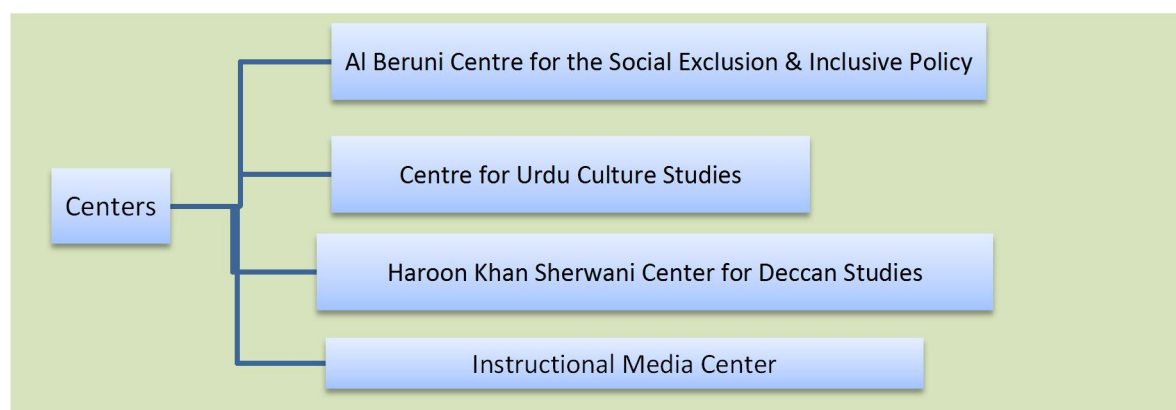 Al Beruni Centre for the Social Exclusion & Inclusive Policy
Centre for Urdu Culture Studies
Centers
Haroon Khan Sherwani Center for Deccan Studies
Instructional Media Center